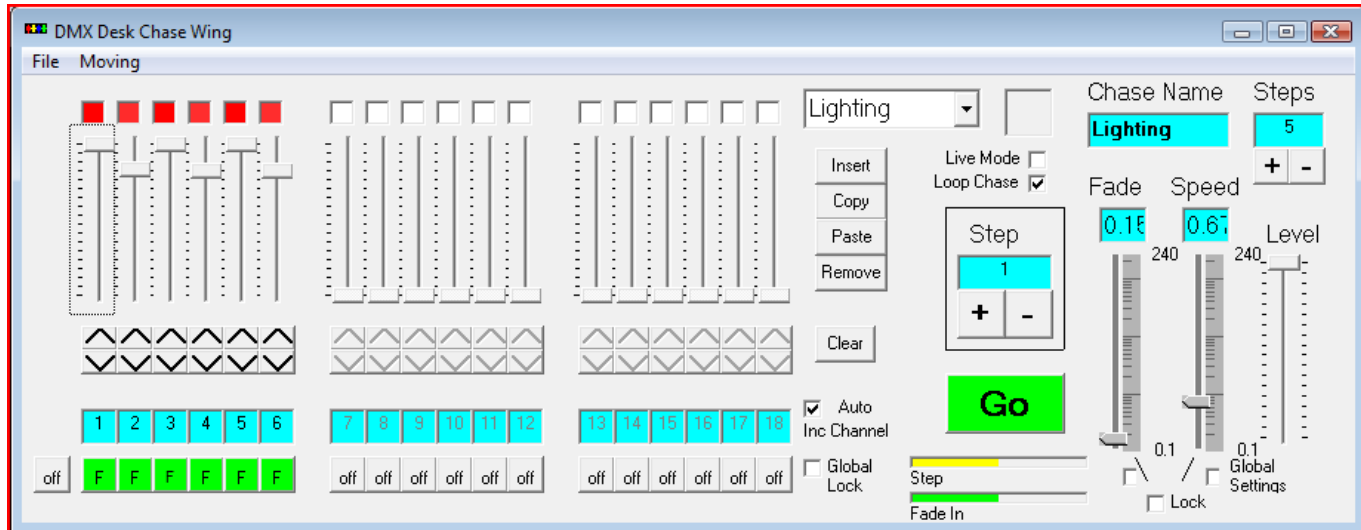 DMX Desk Chase Wing
File Moving
Lighting
Chase Name Steps
Lighting 5
+ -
Insert
Copy
Paste
Remove
Clear
Live Mode
Loop Chase
Step
1
+ -
Go
Fade Speed Level
0.15 0.67
240 240
0.1 0.1
1 2 3 4 5 6 7 8 9 10 11 12 13 14 15 16 17 18
Auto
Inc Channel
off F F F F F F off off off off off off off off off off off off
Global
Lock
Step
Fade In
Lock
Global
Settings